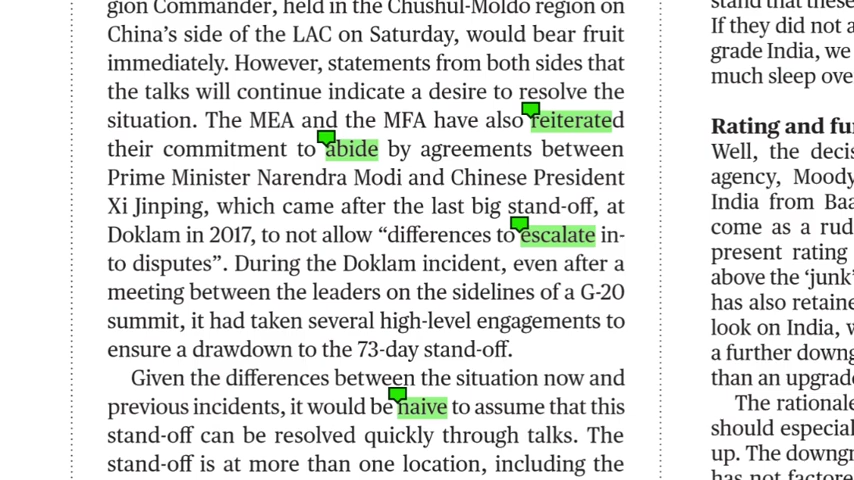 gion Commander, held in the Chushul-Moldo region on
China's side of the LAC on Saturday, would bear fruit
immediately. However, statements from both sides that
the talks will continue indicate a desire to resolve the
situation. The MEA and the MFA have also reiterated
their commitment to abide by agreements between
Prime Minister Narendra Modi and Chinese President
Xi Jinping, which came after the last big stand-off, at
Doklam in 2017, to not allow “differences to escalate in-
to disputes”. During the Doklam incident, even after a
meeting between the leaders on the sidelines of a G-20
summit, it had taken several high-level engagements to
ensure a drawdown to the 73-day stand-off.
Given the differences between the situation now and
previous incidents, it would be naive to assume that this
stand-off can be resolved quickly through talks. The
stand-off is at more than one location, including the
stand that these
If they did not a
grade India, we
much sleep ove
Rating and fu
Well, the decis
agency, Moody
India from Baa
come as a rud
present rating
above the ‘junk’
has also retaine
look on India, w
a further downg
than an upgrad
The rationale
should especial
up. The downgr
has not factore